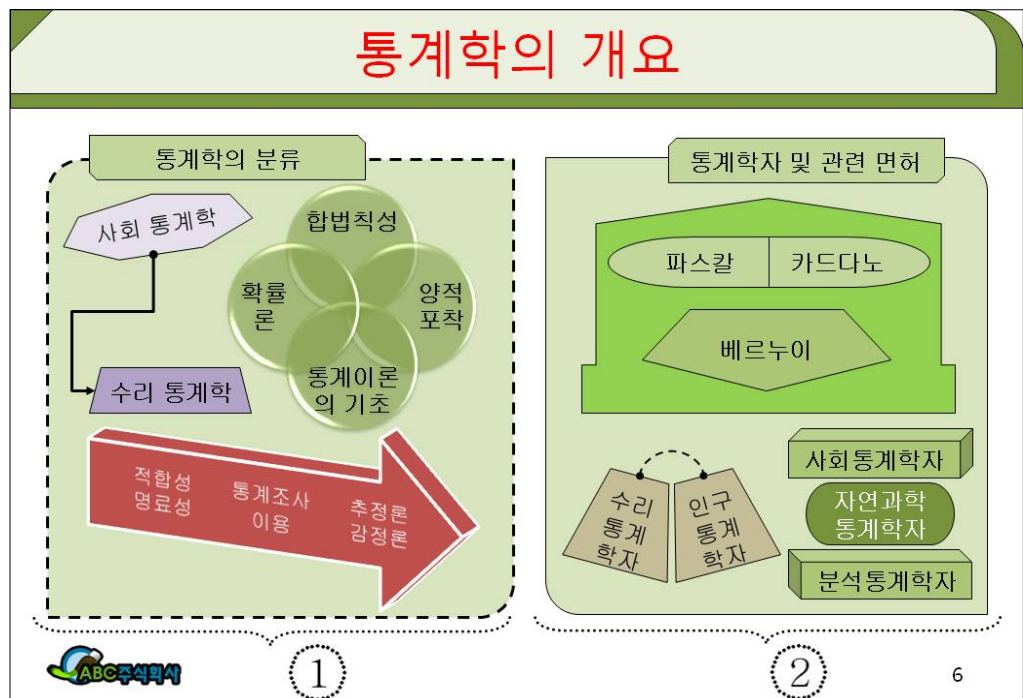 통계학의 개요
통계학의 분류
사회 통계학
합법칙성
확률
론
양적
포착
통계이론
의 기초
수리 통계학
적합성
명료성
통계조사
이용
추정론
감정론
1
통계학자 및 관련 면허
파스칼
카드다노
베르누이
수리
통계
학자
인구
통계
학자
사회통계학자
자연과학
통계학자
분석통계학자
2
ABC주식회사
6